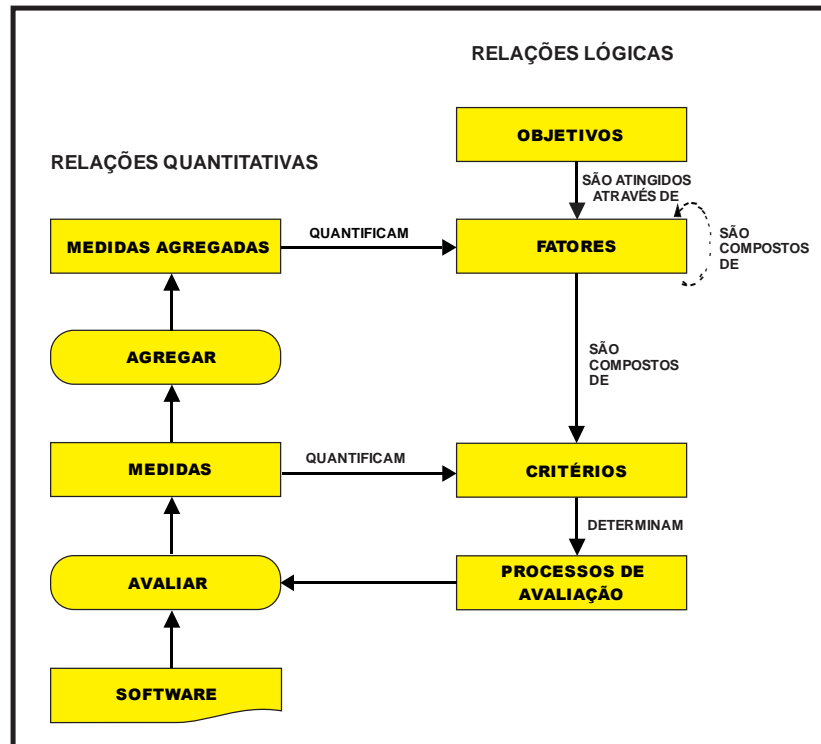 RELAÇÕES LÓGICAS
OBJETIVOS
RELAÇÕES QUANTITATIVAS
SÃO ATINGIDOS
ATRAVÉS DE
MEDIDAS AGREGADAS
QUANTIFICAM
FATORES
SÃO
COMPOSTOS
DE
AGREGAR
SÃO
COMPOSTOS
DE
MEDIDAS
QUANTIFICAM
CRITÉRIOS
DETERMINAM
AVALIAR
PROCESSOS DE
AVALIAÇÃO
SOFTWARE